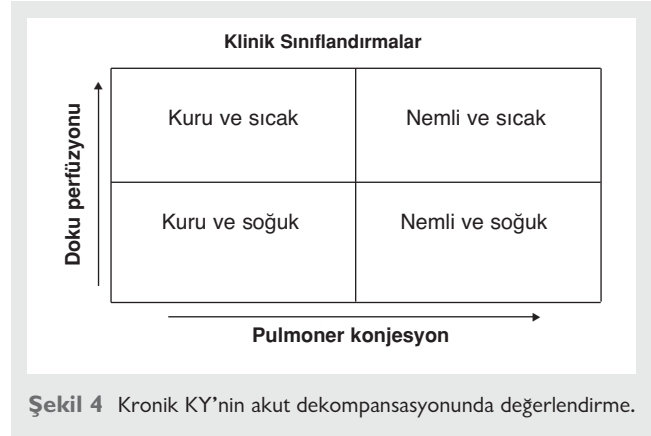 Klinik Sınıflandırmalar
Doku perfüzyonu
Kuru ve sıcak
Nemli ve sıcak
Kuru ve soğuk
Nemli ve soğuk
Pulmoner konjesyon
Şekil 4 Kronik KY'nin akut dekompansasyonunda değerlendirme.